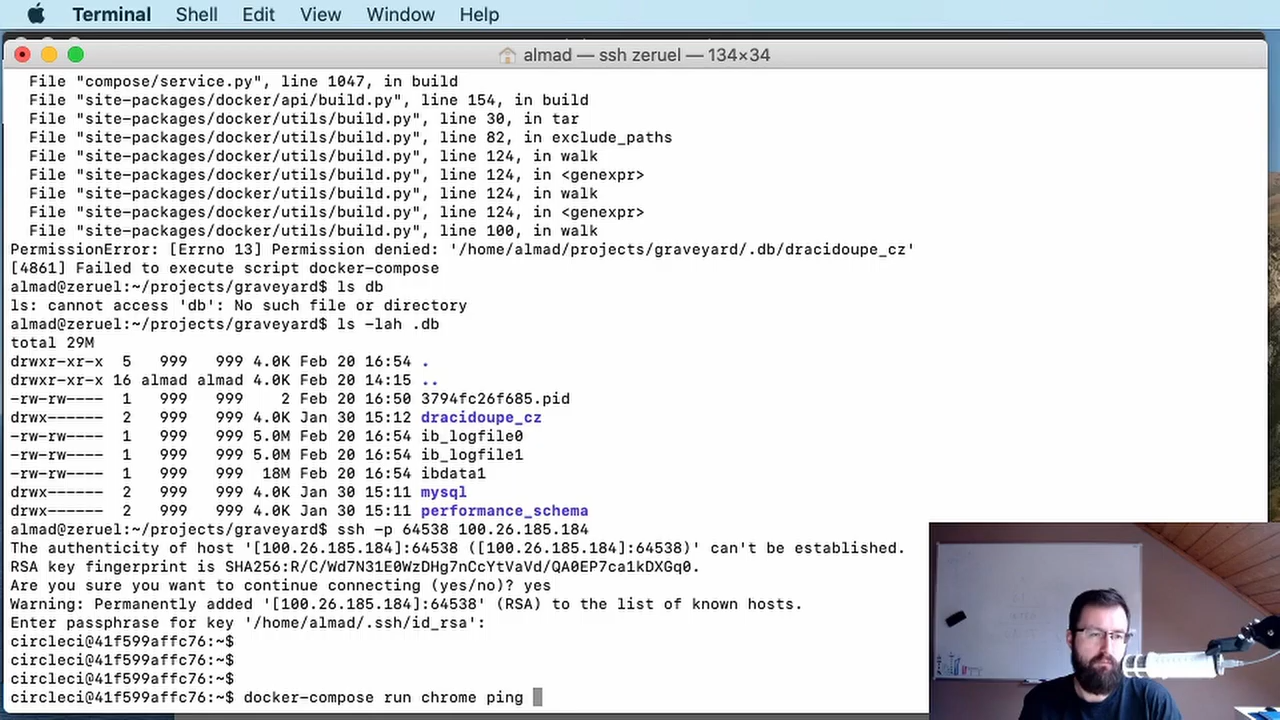 Terminal Shell Edit View Window Help
almad — ssh zeruel — 134×34
File "compose/service.py", line 1047, in build
File "site-packages/docker/api/build.py", line 154, in build
File "site-packages/docker/utils/build.py", line 30, in tar
File "site-packages/docker/utils/build.py", line 82, in exclude_paths
File "site-packages/docker/utils/build.py", line 124, in walk
File "site-packages/docker/utils/build.py", line 124, in <genexpr>
File "site-packages/docker/utils/build.py", line 124, in walk
File "site-packages/docker/utils/build.py", line 124, in <genexpr>
File "site-packages/docker/utils/build.py", line 100, in walk
PermissionError: [Errno 13] Permission denied: '/home/almad/projects/graveyard/.db/dracidoupe_cz'
[4861] Failed to execute script docker-compose
almad@zeruel:~/projects/graveyard$ ls db
ls: cannot access 'db': No such file or directory
almad@zeruel:~/projects/graveyard$ ls -lah .db
total 29M
drwxr-xr-x 5 999 999 4.0K Feb 20 16:54 .
drwxr-xr-x 16 almad almad 4.0K Feb 20 14:15 ..
-rw-rw---- 1 999 999 2 Feb 20 16:50 3794fc26f685.pid
drwx------ 2 999 999 4.0K Jan 30 15:12 dracidoupe_cz
-rw-rw---- 1 999 999 5.0M Feb 20 16:54 ib_logfile0
-rw-rw---- 1 999 999 5.0M Feb 20 16:54 ib_logfile1
-rw-rw---- 1 999 999 18M Feb 20 16:54 ibdata1
drwx------ 2 999 999 4.0K Jan 30 15:11 mysql
drwx------ 2 999 999 4.0K Jan 30 15:11 performance_schema
almad@zeruel:~/projects/graveyard$ ssh -p 64538 100.26.185.184
The authenticity of host '[100.26.185.184]:64538 ([100.26.185.184]:64538)' can't be established.
RSA key fingerprint is SHA256:R/C/Wd7N31E0WzDHg7nCcYtVaVd/QA0EP7ca1kDXGq0.
Are you sure you want to continue connecting (yes/no)? yes
Warning: Permanently added '[100.26.185.184]:64538' (RSA) to the list of known hosts.
Enter passphrase for key '/home/almad/.ssh/id_rsa':
circleci@41f599affc76:~$
circleci@41f599affc76:~$
circleci@41f599affc76:~$
circleci@41f599affc76:~$ docker-compose run chrome ping